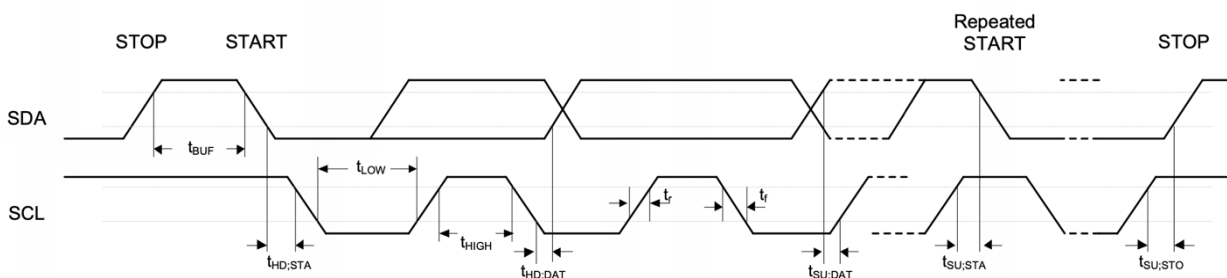 STOP
START
Repeated
START
STOP
SDA
tBUF
tLOW
SCL
tr
tf
tHIGH
tHD;STA
tHD;DAT
tSU;DAT
tSU;STA
tSU;STO